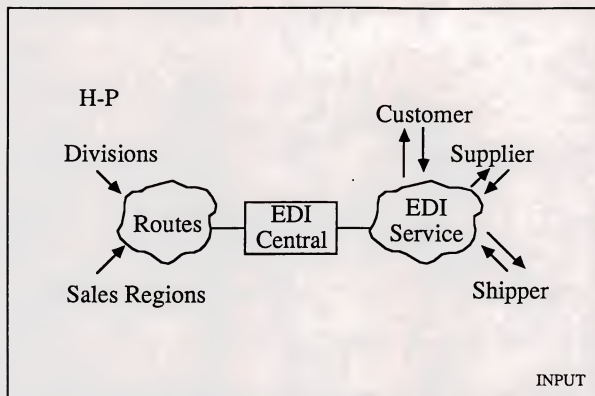 H-P
Divisions
Routes
Sales Regions
EDI
Central
Customer
Supplier
EDI
Service
Shipper
INPUT